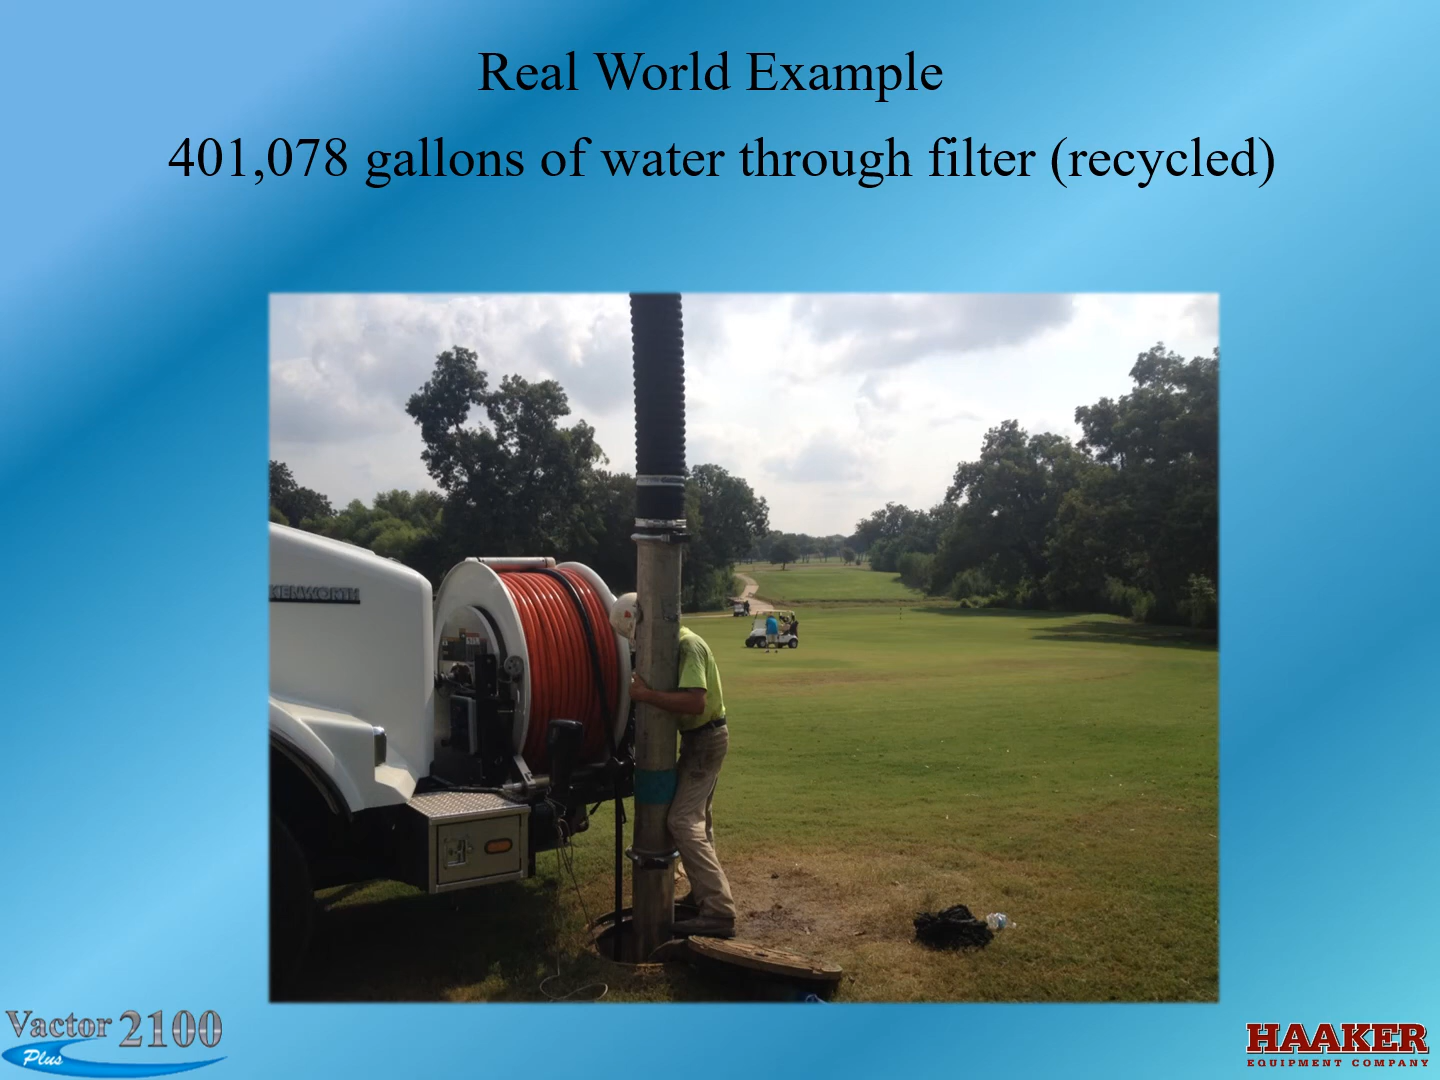 Real World Example
401,078 gallons of water through filter (recycled)
KENWORTH
Vactor 2100
Plus
HAAKER
EQUIPMENT COMPANY